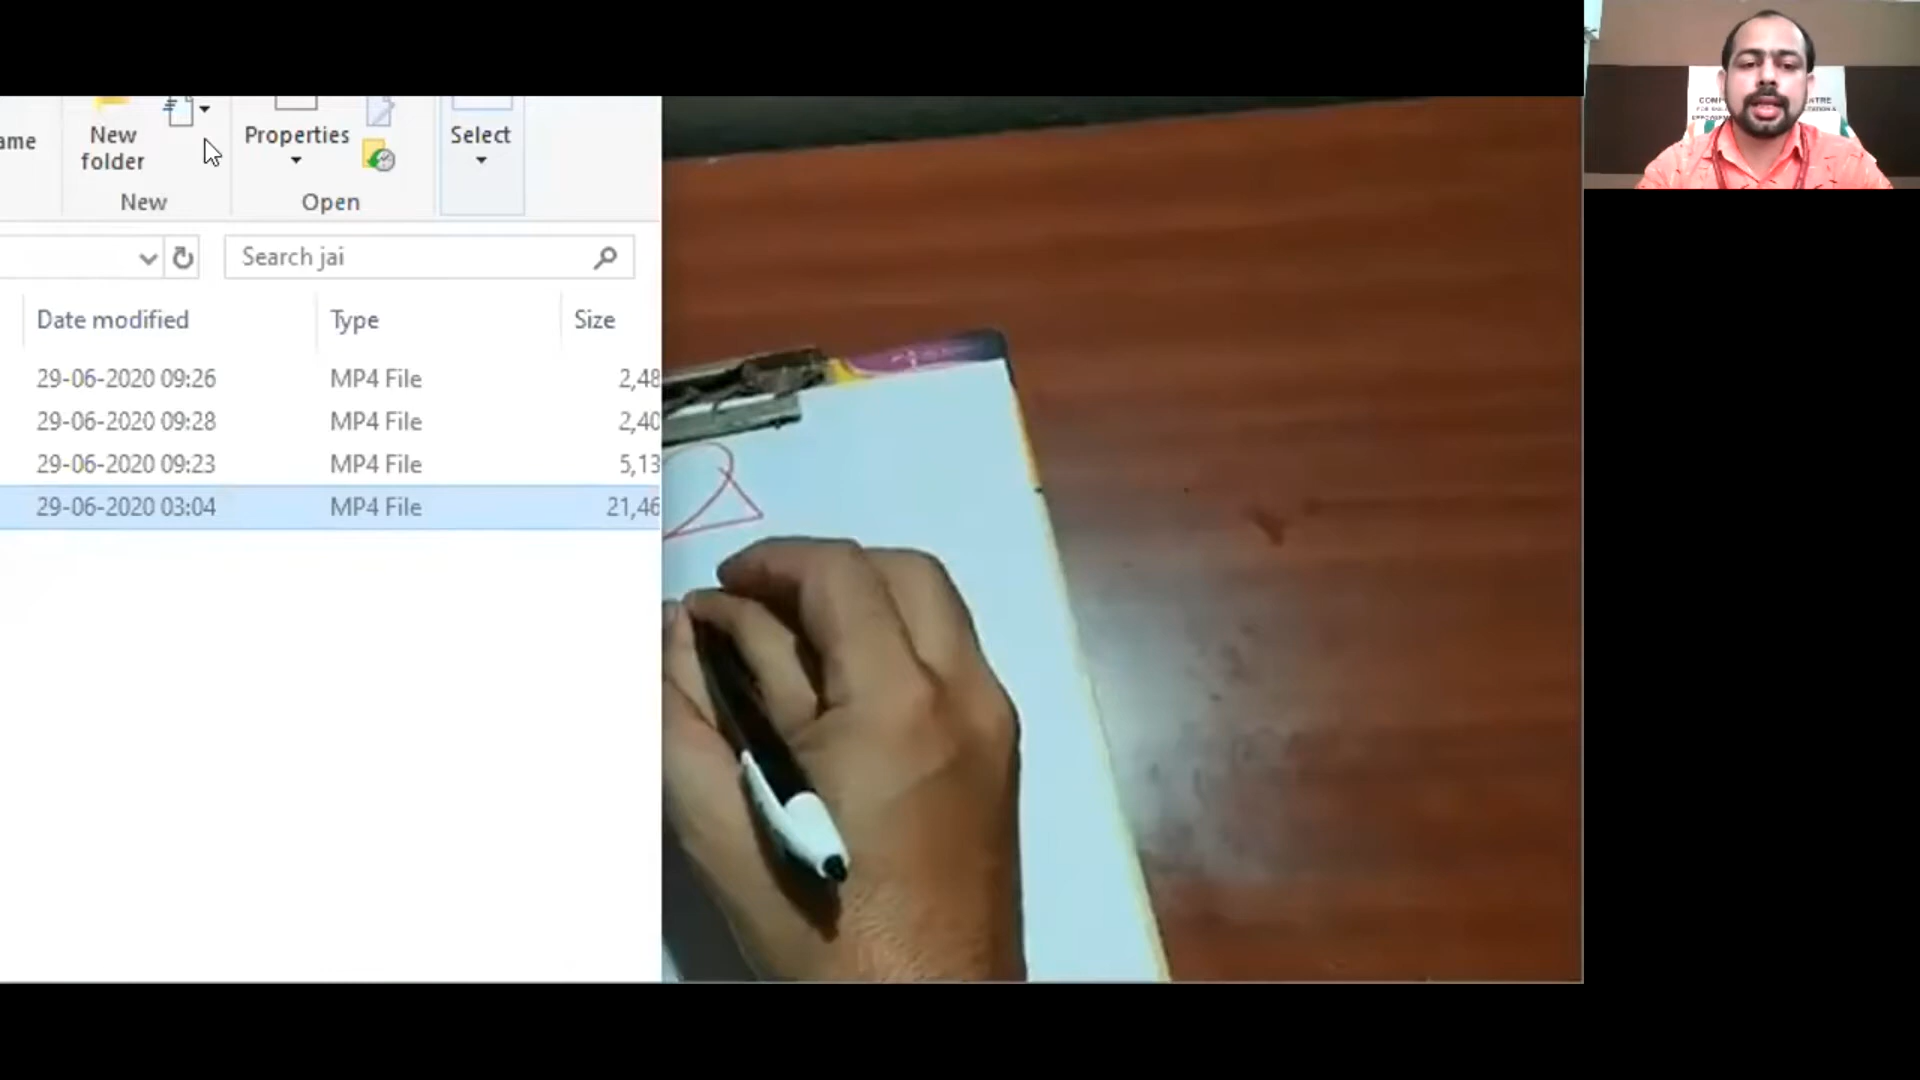 ame
New
folder
Properties
Select
New
Open
Search jai
Date modified Type Size
29-06-2020 09:26 MP4 File 2,48
29-06-2020 09:28 MP4 File 2,40
29-06-2020 09:23 MP4 File 5,13
29-06-2020 03:04 MP4 File 21,46